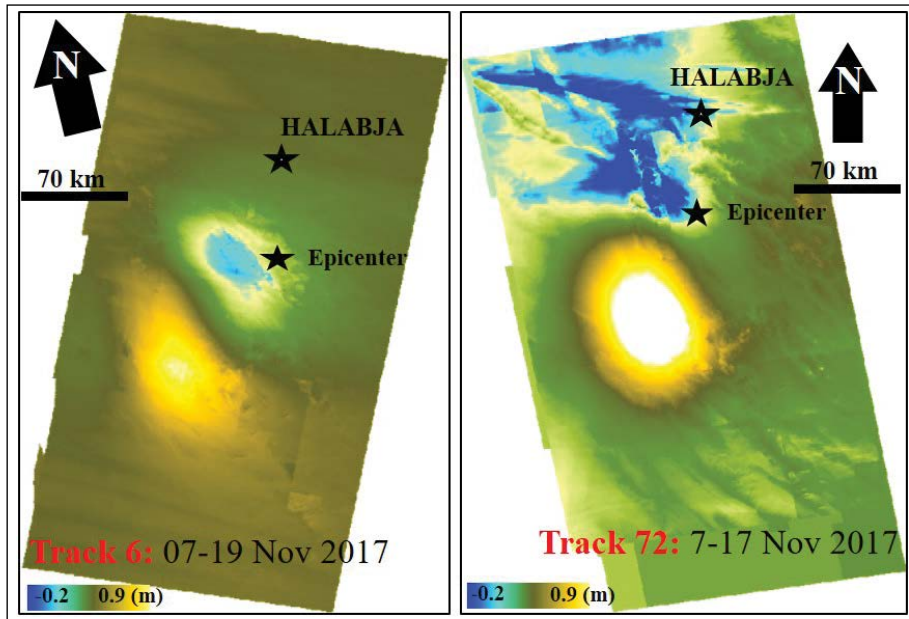 N
HALABJA
70 km
Epicenter
Track 6: 07-19 Nov 2017
-0.2 0.9 (m)
N
HALABJA
70 km
Epicenter
Track 72: 7-17 Nov 2017
-0.2 0.9 (m)